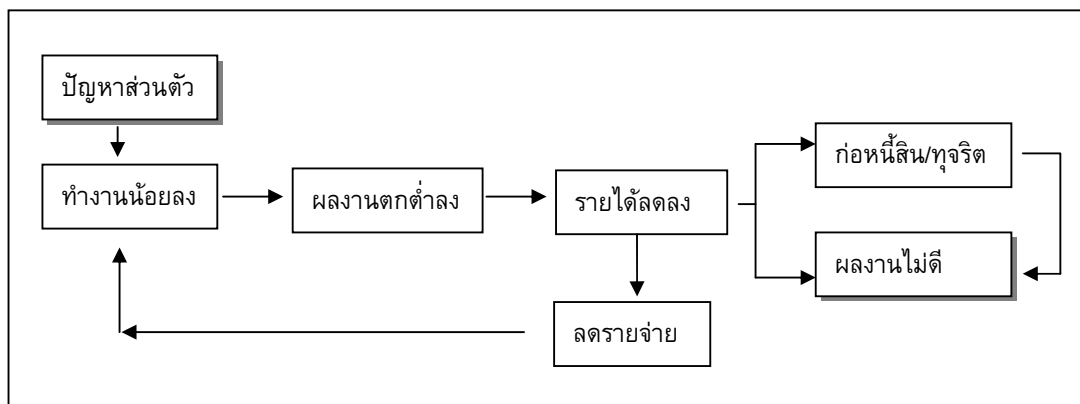 ปัญหาส่วนตัว
ทำงานน้อยลง
ผลงานตกต่ำลง
รายได้ลดลง
ก่อหนี้สิน/ทุจริต
ผลงานไม่ดี
ลดรายจ่าย